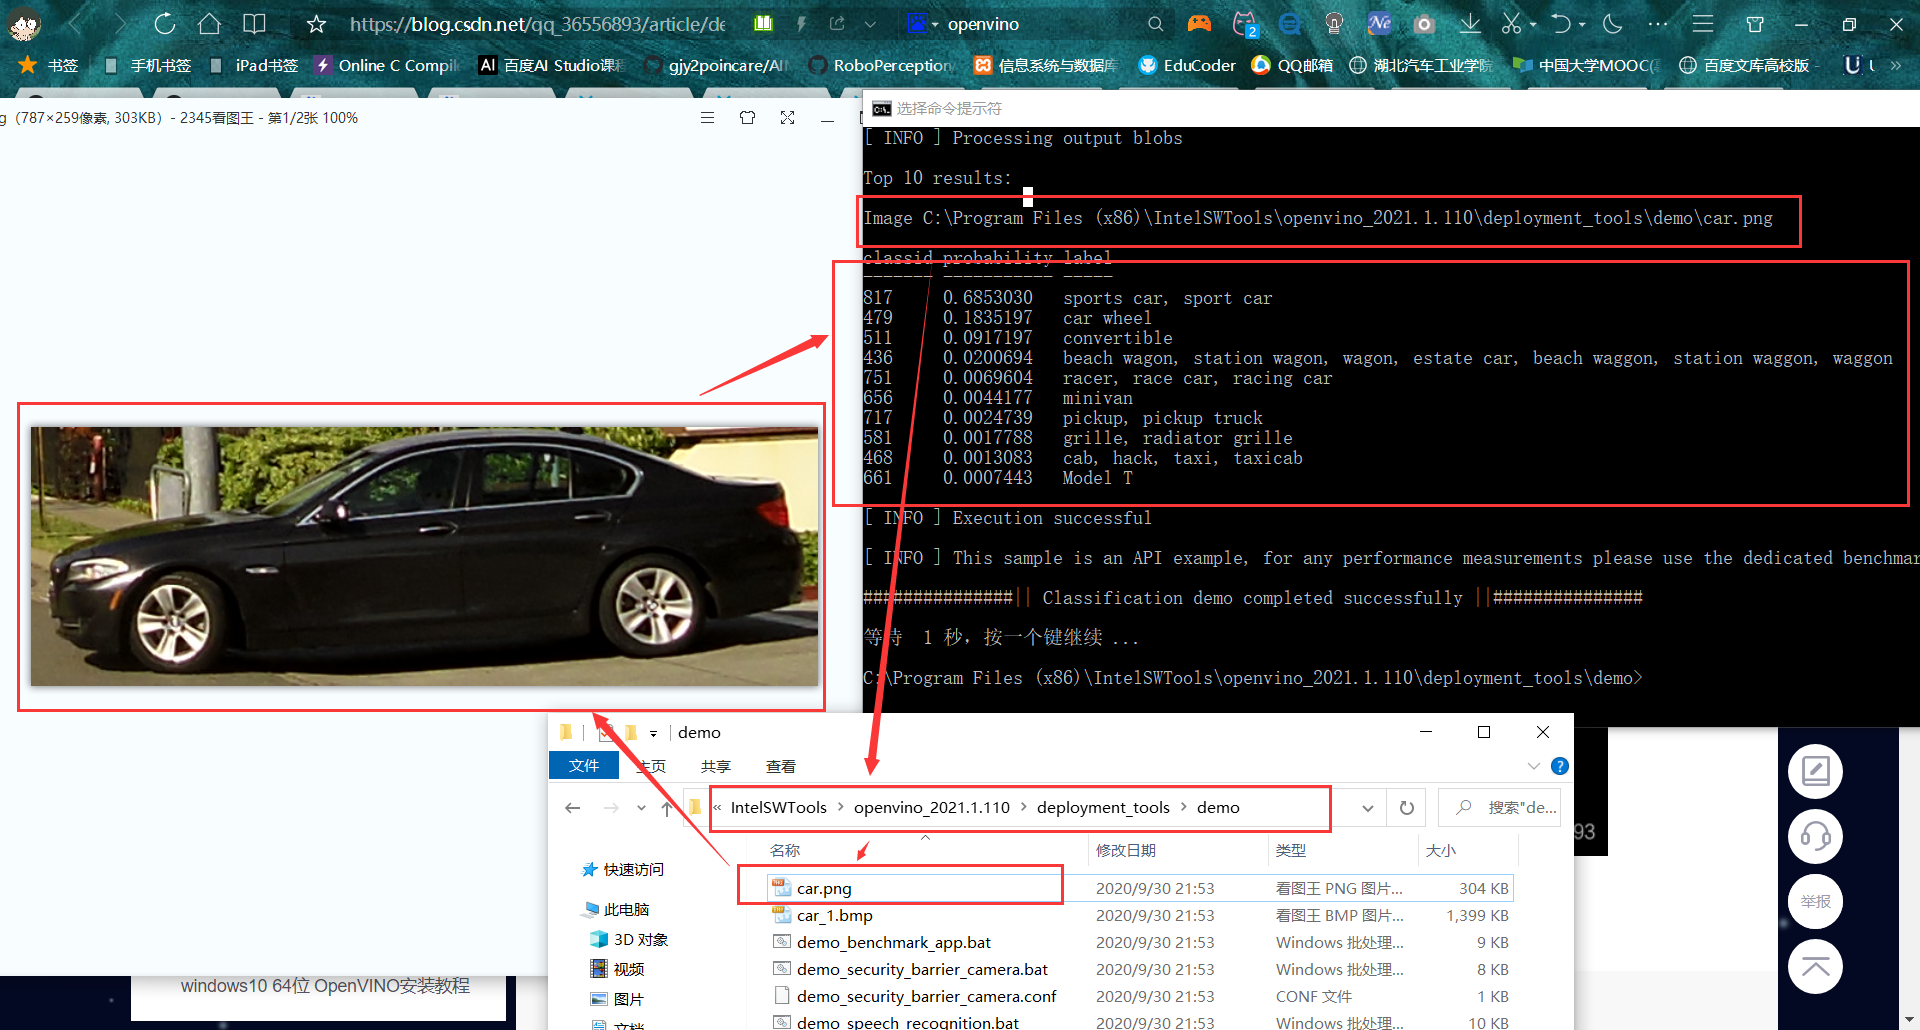 https://blog.csdn.net/qq_36556893/article/de
openvino
2
书签
手机书签
iPad书签
Online C Compil
AI 百度AI Studio课程
gjy2poincare/AI
RoboPerception
信息系统与数据库
EduCoder
QQ邮箱
湖北汽车工业学院
中国大学MOOC(
百度文库高校版
g (787×259像素, 303KB) - 2345看图王 - 第1/2张 100%
选择命令提示符
[ INFO ] Processing output blobs
Top 10 results:
Image C:\Program Files (x86)\IntelSWTools\openvino_2021.1.110\deployment_tools\demo\car.png
classid probability label
------- ----------- -----
817 0.6853030 sports car, sport car
479 0.1835197 car wheel
511 0.0917197 convertible
436 0.0200694 beach wagon, station wagon, wagon, estate car, beach waggon, station waggon, waggon
751 0.0069604 racer, race car, racing car
656 0.0044177 minivan
717 0.0024739 pickup, pickup truck
581 0.0017788 grille, radiator grille
468 0.0013083 cab, hack, taxi, taxicab
661 0.0007443 Model T
[ INFO ] Execution successful
[ INFO ] This sample is an API example, for any performance measurements please use the dedicated benchmar
###############|| Classification demo completed successfully ||###############
等待 1 秒，按一个键继续 ...
C:\Program Files (x86)\IntelSWTools\openvino_2021.1.110\deployment_tools\demo>
demo
文件 主页 共享 查看
« IntelSWTools › openvino_2021.1.110 › deployment_tools › demo
搜索"de...
93
名称 修改日期 类型 大小
快速访问
此电脑
3D 对象
视频
图片
文档
car.png 2020/9/30 21:53 看图王 PNG 图片... 304 KB
car_1.bmp 2020/9/30 21:53 看图王 BMP 图片... 1,399 KB
demo_benchmark_app.bat 2020/9/30 21:53 Windows 批处理... 9 KB
demo_security_barrier_camera.bat 2020/9/30 21:53 Windows 批处理... 8 KB
demo_security_barrier_camera.conf 2020/9/30 21:53 CONF 文件 1 KB
demo_speech_recognition.bat 2020/9/30 21:53 Windows 批处理... 10 KB
举报
windows10 64位 OpenVINO安装教程